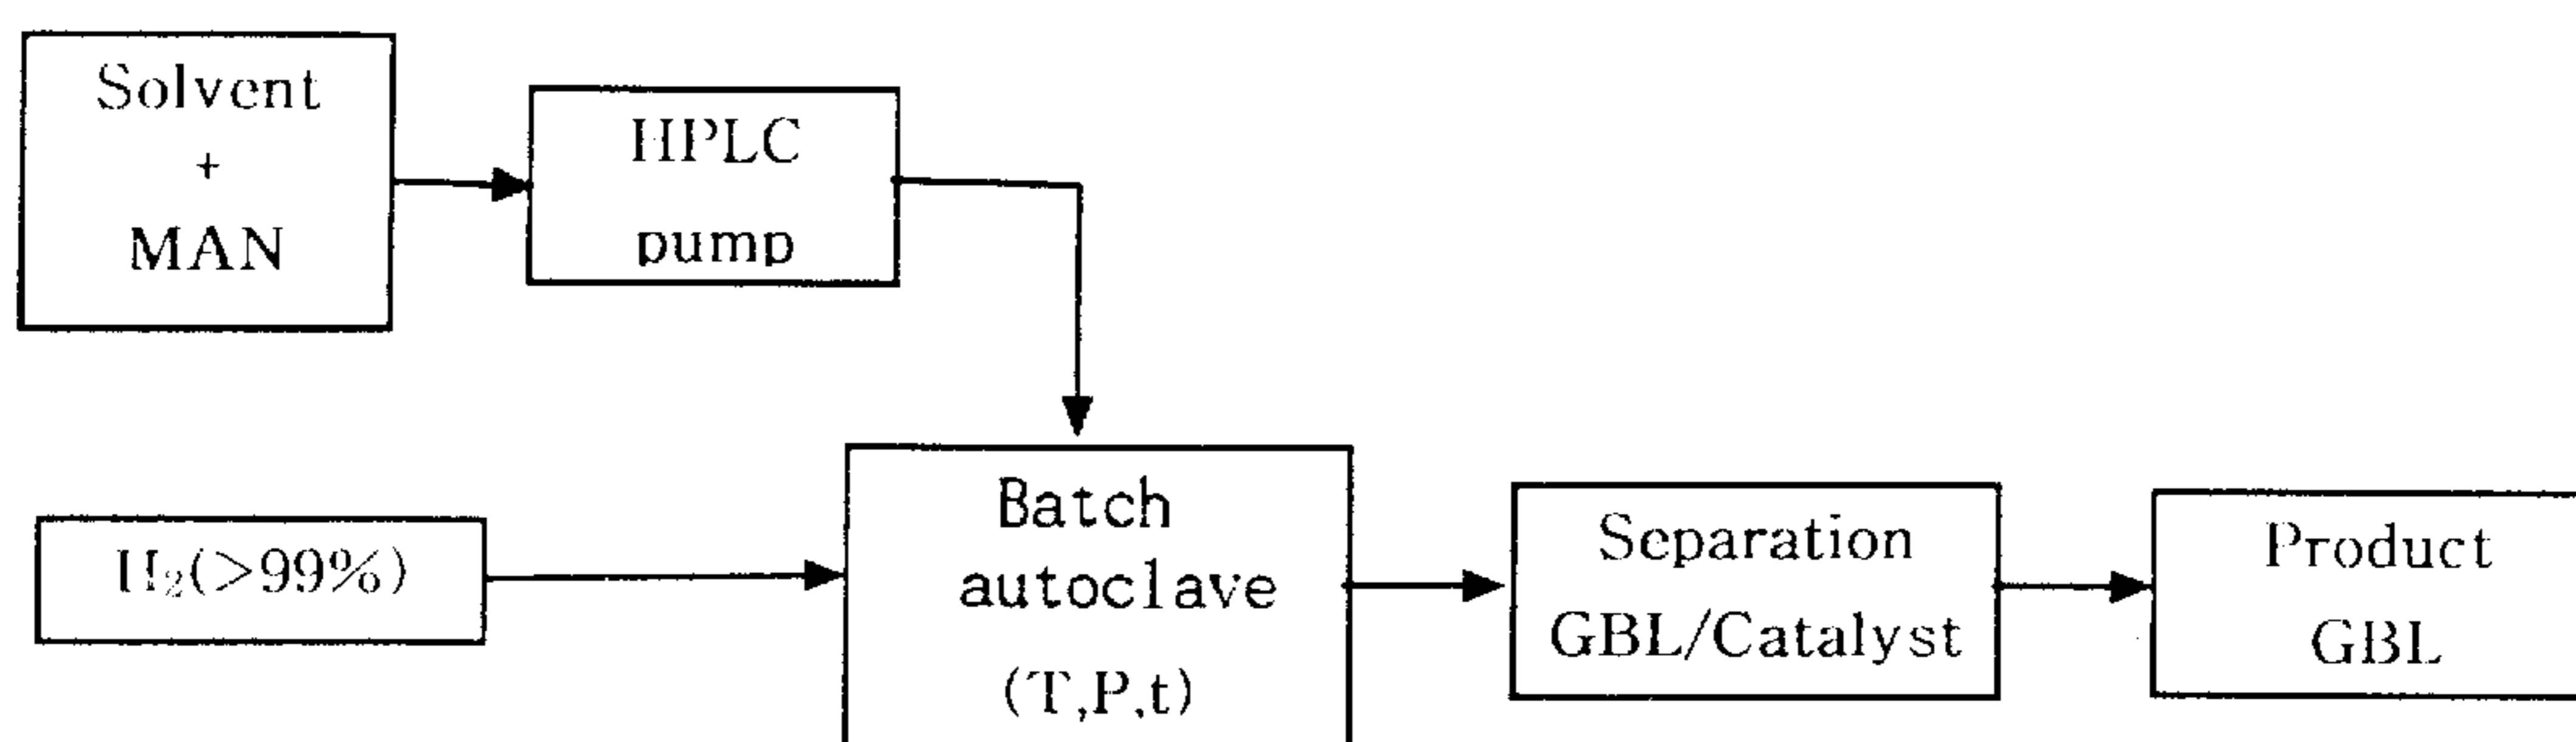 Solvent
+
MAN
HPLC
pump
H₂(>99%)
Batch
autoclave
(T,P,t)
Separation
GBL/Catalyst
Product
GBL